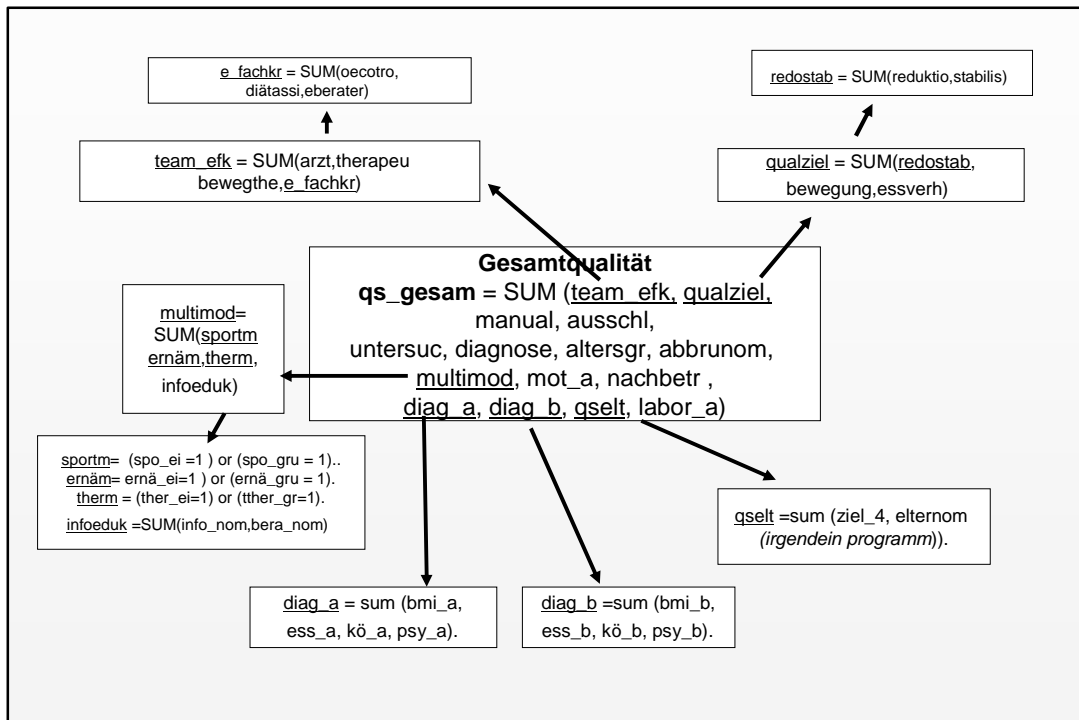 e_fachkr = SUM(oecotro,
diätassi,eberater)
redostab = SUM(reduktio,stabilis)
team_efk = SUM(arzt,therapeu
bewegthe,e_fachkr)
qualziel = SUM(redostab,
bewegung,essverh)
Gesamtqualität
qs_gesam = SUM (team_efk, qualziel,
manual, ausschl,
untersuc, diagnose, altersgr, abbrunom,
multimod, mot_a, nachbetr ,
diag_a, diag_b, qselt, labor_a)
multimod=
SUM(sportm
ernäm,therm,
infoeduk)
sportm= (spo_ei =1 ) or (spo_gru = 1)..
ernäm= ernä_ei=1 ) or (ernä_gru = 1).
therm = (ther_ei=1) or (tther_gr=1).
infoeduk =SUM(info_nom,bera_nom)
qselt =sum (ziel_4, elternom
(irgendein programm)).
diag_a = sum (bmi_a,
ess_a, kö_a, psy_a).
diag_b =sum (bmi_b,
ess_b, kö_b, psy_b).